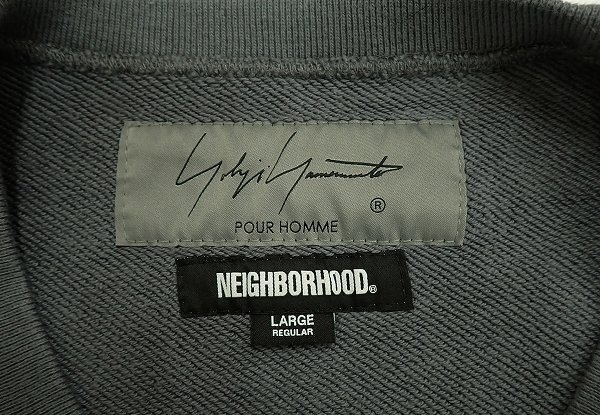 Yohji Yamamoto ®
POUR HOMME
NEIGHBORHOOD®
LARGE
REGULAR